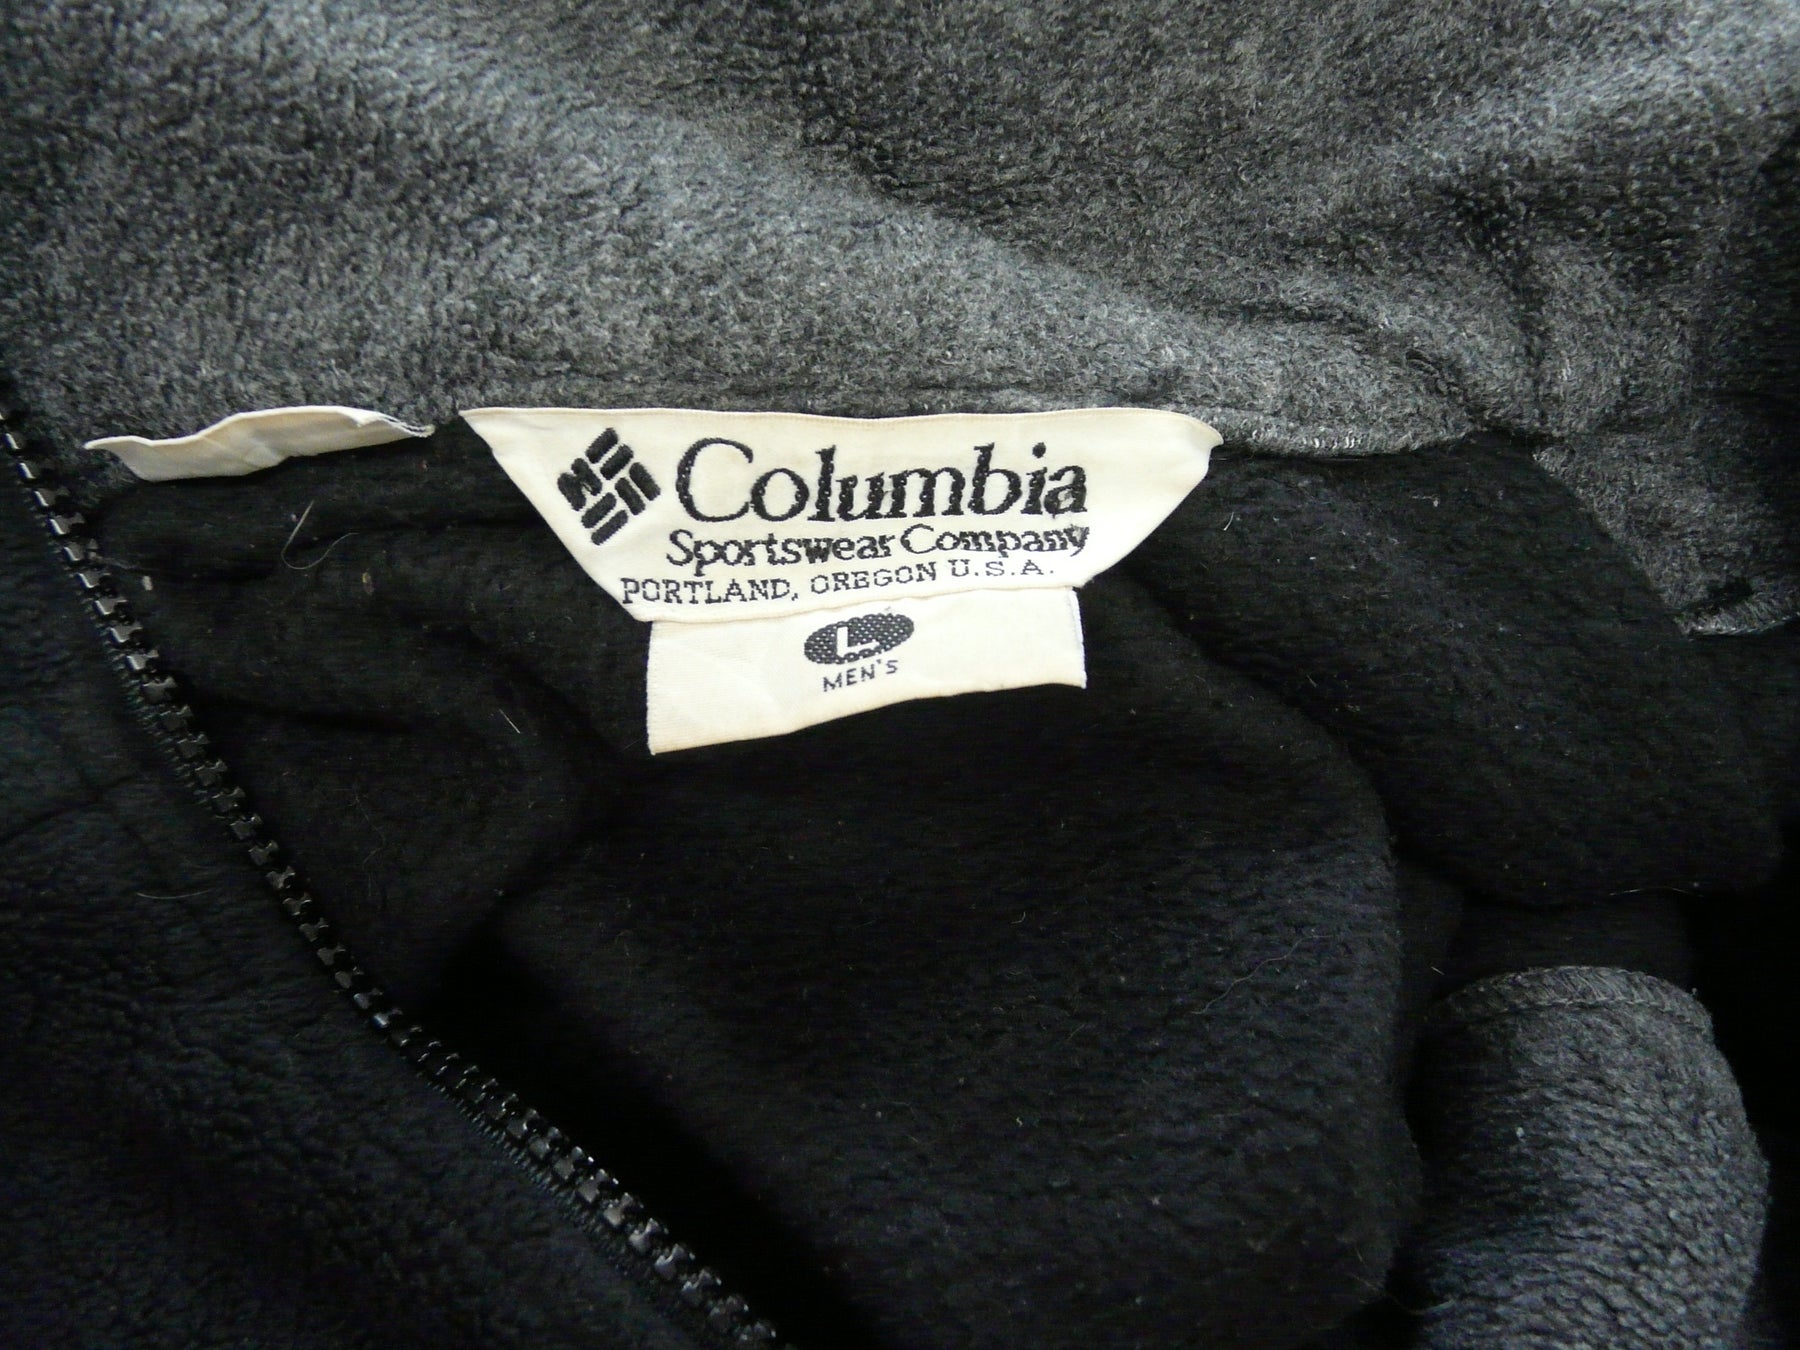 Columbia
Sportswear Company
PORTLAND, OREGON U.S.A.
L
MEN'S